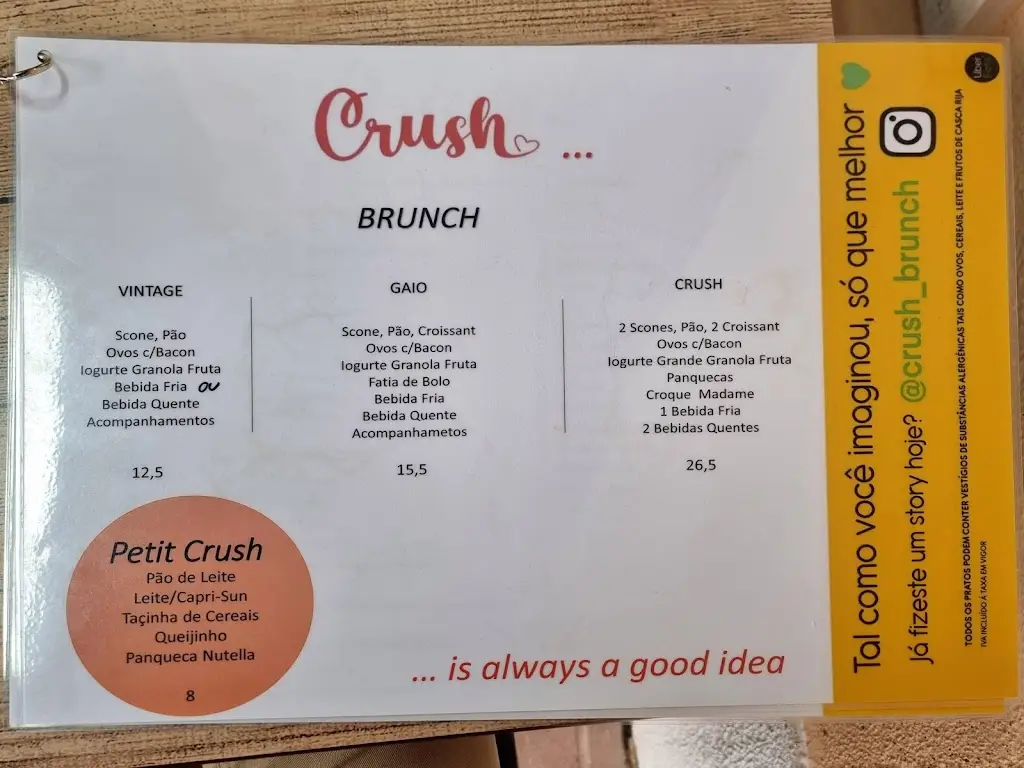 Crush ...
BRUNCH
VINTAGE
Scone, Pão
Ovos c/Bacon
Iogurte Granola Fruta
Bebida Fria ou
Bebida Quente
Acompanhamentos
12,5
GAIO
Scone, Pão, Croissant
Ovos c/Bacon
Iogurte Granola Fruta
Fatia de Bolo
Bebida Fria
Bebida Quente
Acompanhametos
15,5
CRUSH
2 Scones, Pão, 2 Croissant
Ovos c/Bacon
Iogurte Grande Granola Fruta
Panquecas
Croque Madame
1 Bebida Fria
2 Bebidas Quentes
26,5
Petit Crush
Pão de Leite
Leite/Capri-Sun
Taçinha de Cereais
Queijinho
Panqueca Nutella
8
... is always a good idea
Tal como você imaginou, só que melhor
Já fizeste um story hoje? @crush_brunch
TODOS OS PRATOS PODEM CONTER VESTÍGIOS DE SUBSTÂNCIAS ALERGÉNICAS TAIS COMO OVOS, CEREAIS, LEITE E FRUTOS DE CASCA RIJA
IVA INCLUÍDO À TAXA EM VIGOR
Uber